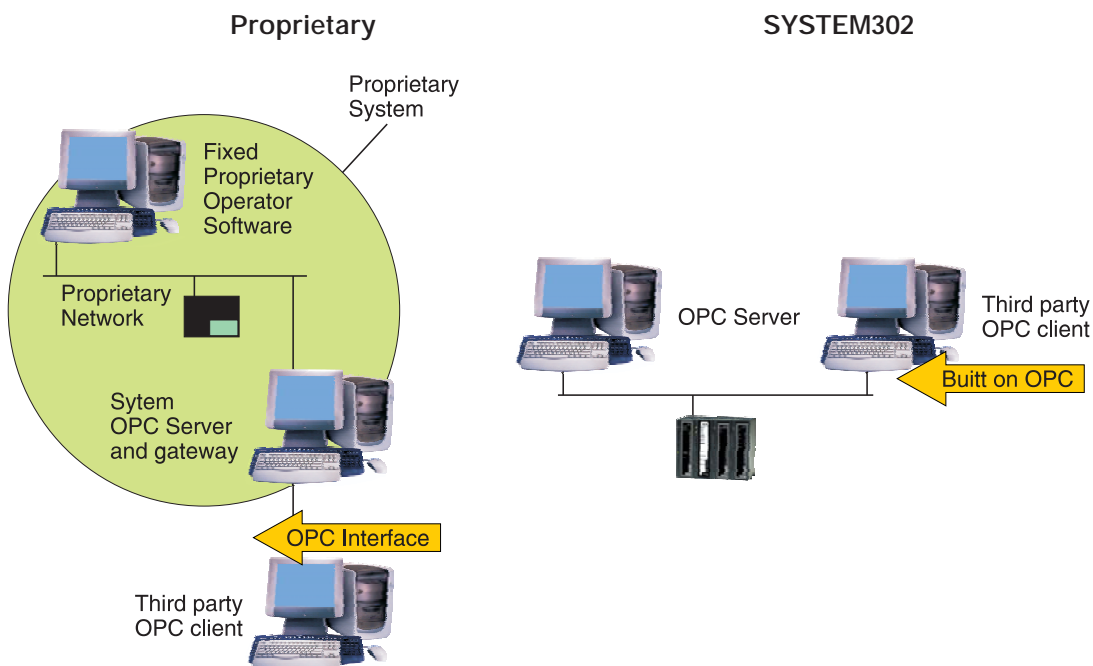 Proprietary
SYSTEM302
Proprietary
System
Fixed
Proprietary
Operator
Software
Proprietary
Network
Sytem
OPC Server
and gateway
OPC Interface
Third party
OPC client
OPC Server
Third party
OPC client
Buitt on OPC